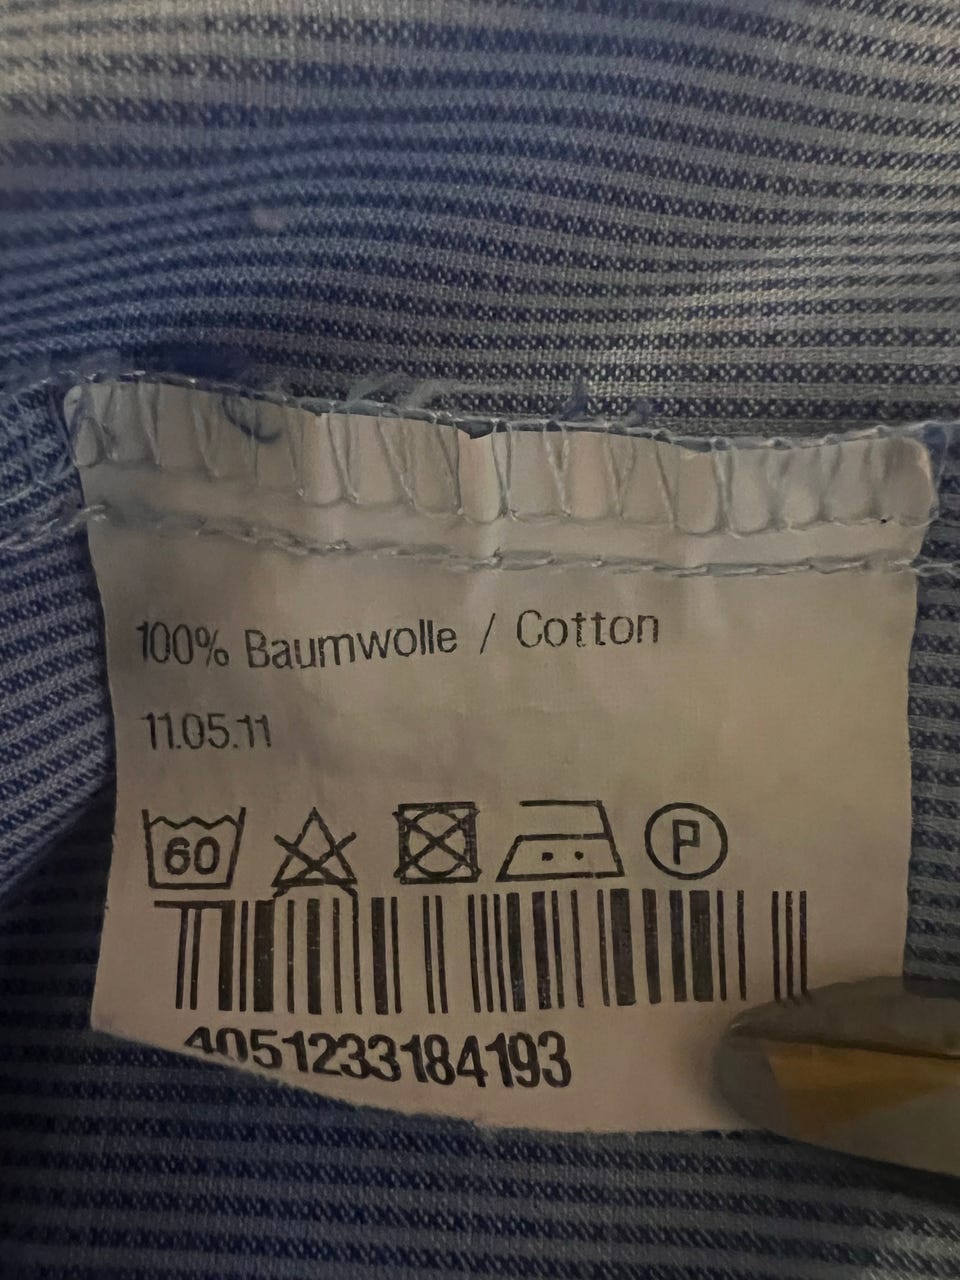 100% Baumwolle / Cotton
11.05.11
60
P
4051233184193